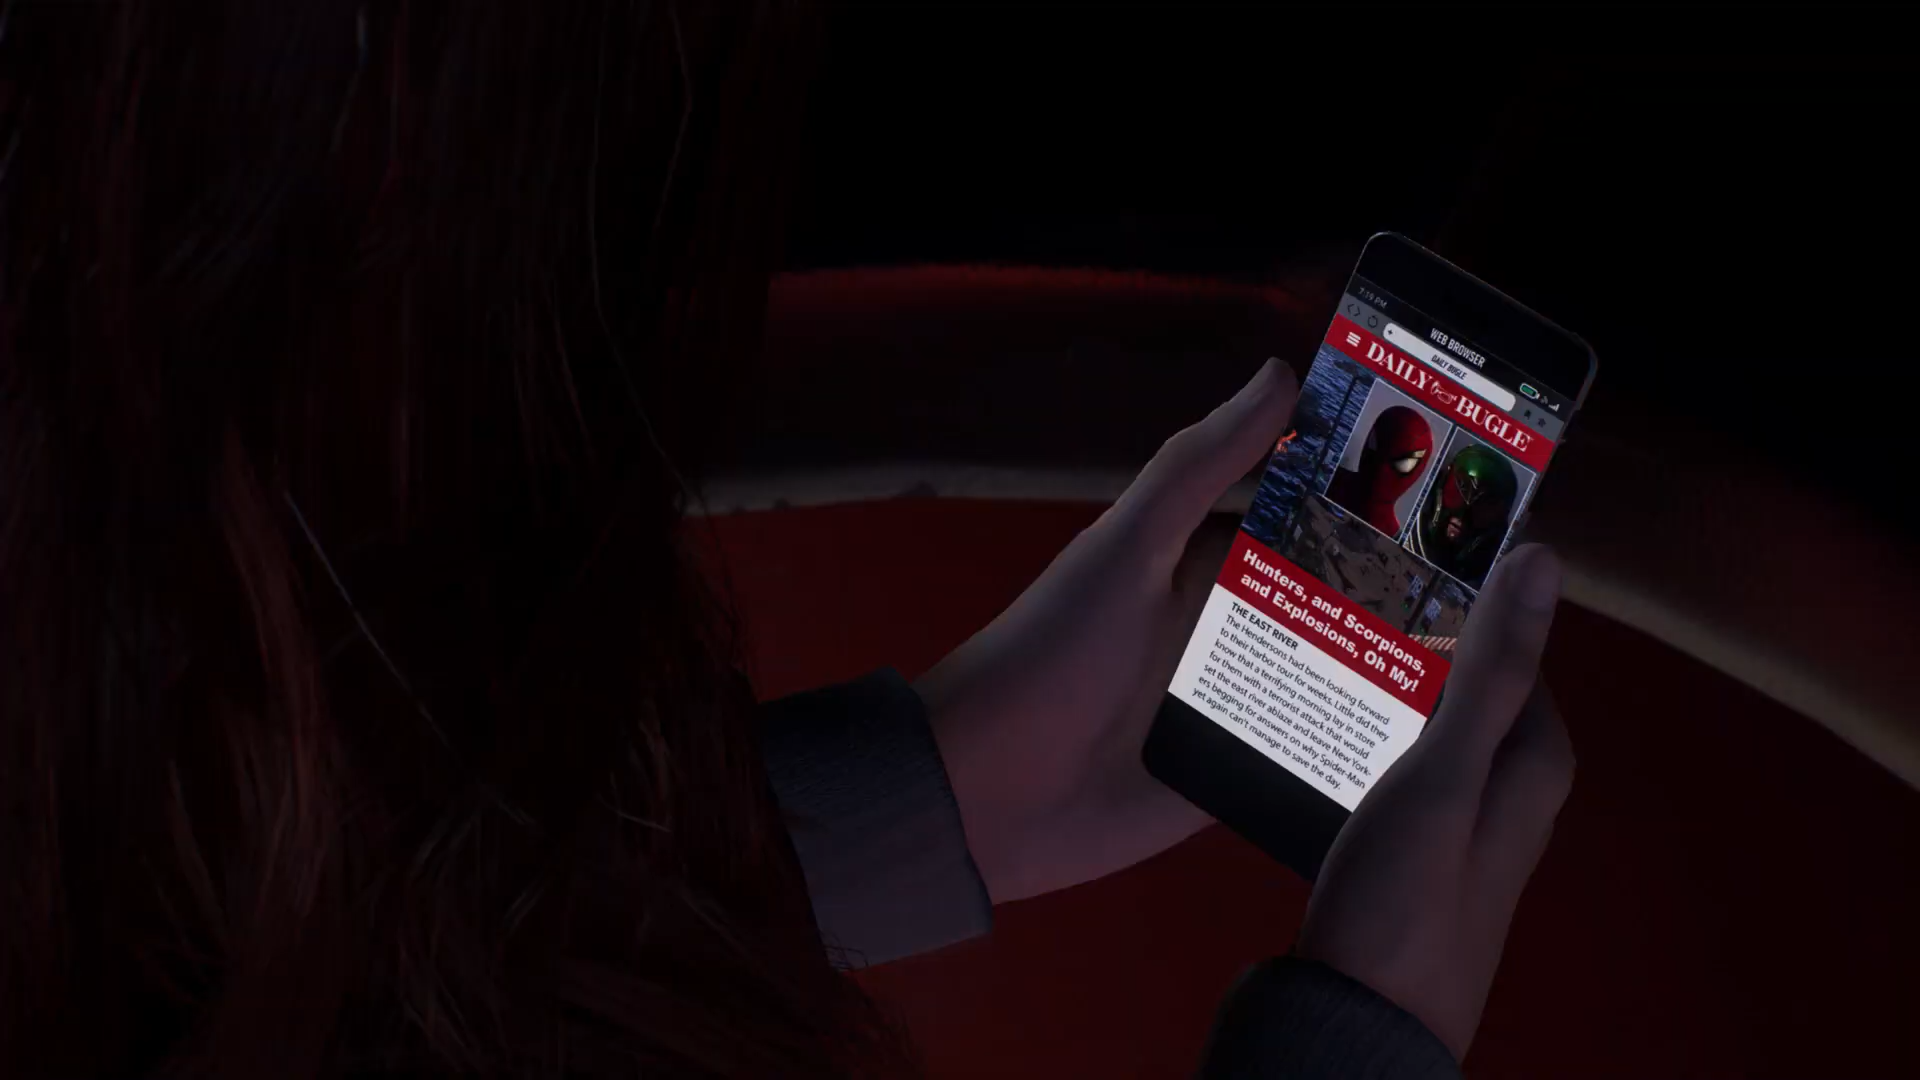 7:19 PM
WEB BROWSER
DAILY BUGLE
DAILY BUGLE
Hunters, and Scorpions,
and Explosions, Oh My!
THE EAST RIVER
The Hendersons had been looking forward
to their harbor tour for weeks. Little did they
know that a terrifying morning lay in store
for them with a terrorist attack that would
set the east river ablaze and leave New York-
ers begging for answers on why Spider-Man
yet again can't manage to save the day.